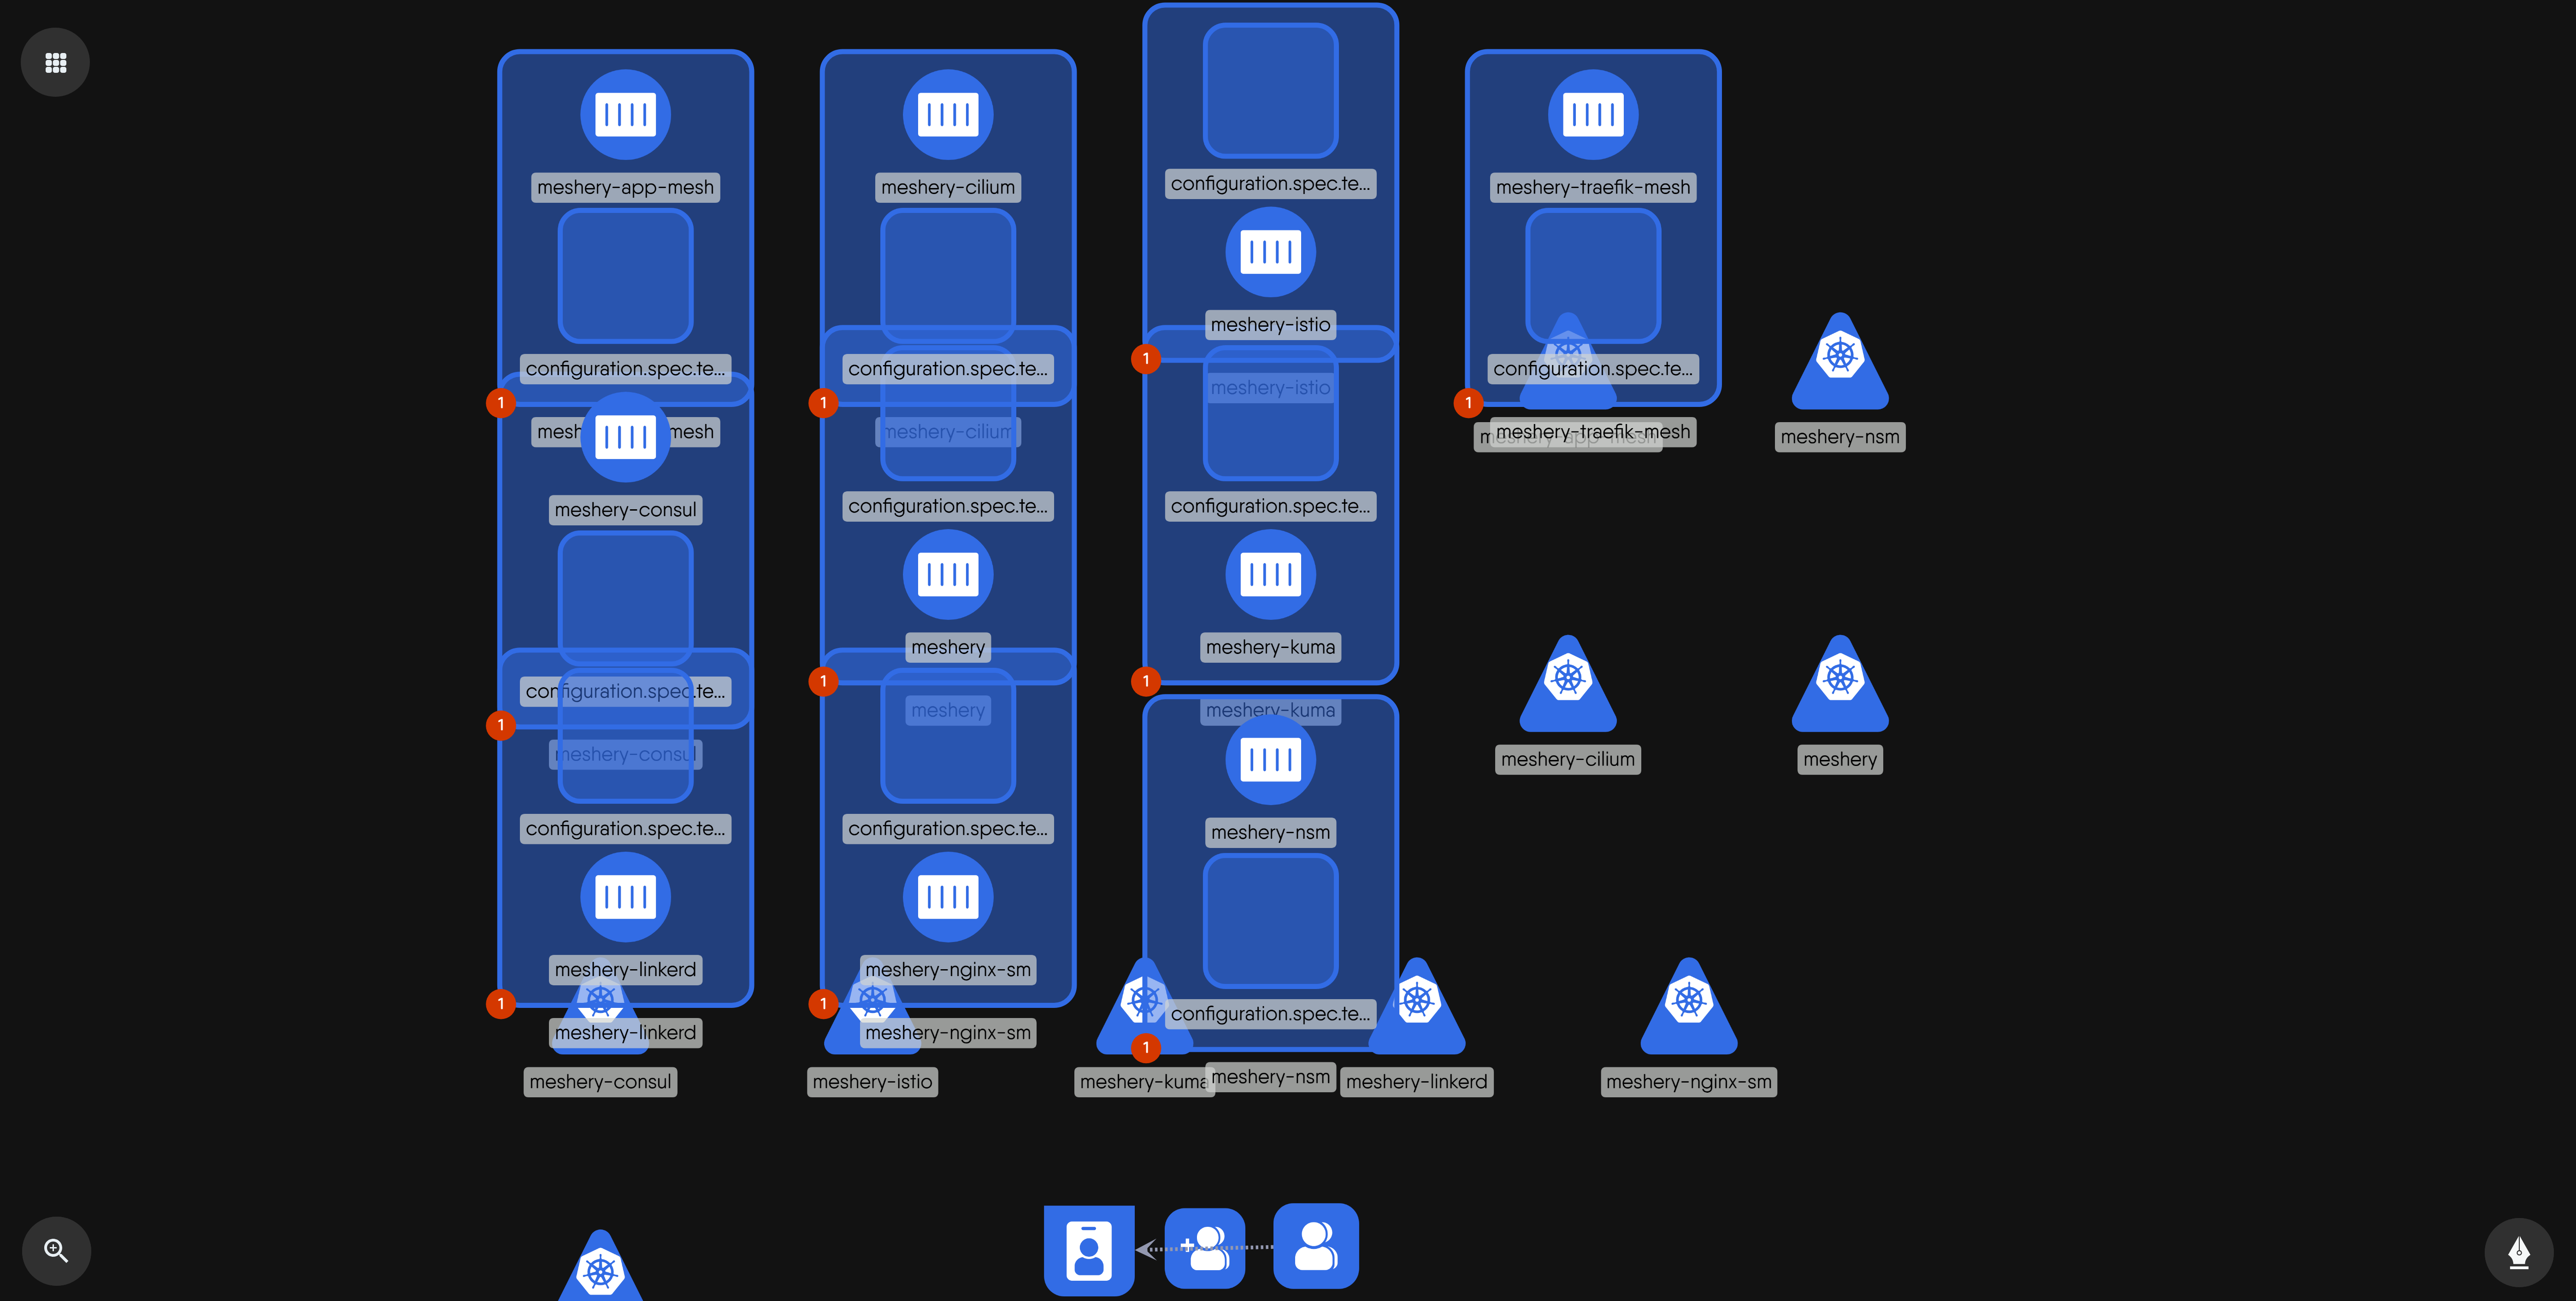 meshery-app-mesh
configuration.spec.te...
1
mesh mesh
meshery-consul
configuration.spec.te...
1
meshery-consul
configuration.spec.te...
meshery-linkerd
1
meshery-linkerd
meshery-consul
meshery-cilium
configuration.spec.te...
1
meshery-cilium
configuration.spec.te...
meshery
1
meshery
configuration.spec.te...
meshery-nginx-sm
1
meshery-nginx-sm
meshery-istio
configuration.spec.te...
meshery-istio
1
meshery-istio
configuration.spec.te...
meshery-kuma
1
meshery-kuma
meshery-nsm
configuration.spec.te...
1
meshery-kuma
meshery-nsm
meshery-linkerd
meshery-traefik-mesh
configuration.spec.te...
1
meshery-traefik-mesh
meshery-app-mesh
meshery-nsm
meshery-cilium
meshery
meshery-nginx-sm